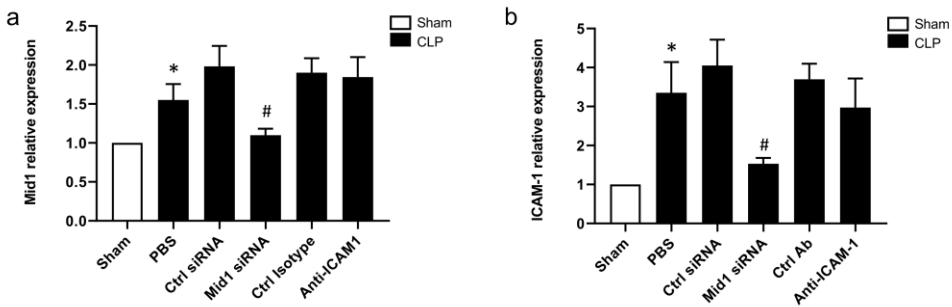 a
Sham
CLP
Mid1 relative expression
2.5
2.0
1.5
1.0
0.5
0.0
*
#
Sham
PBS
Ctrl siRNA
Mid1 siRNA
Ctrl Isotype
Anti-ICAM1
b
Sham
CLP
ICAM-1 relative expression
5
4
3
2
1
0
*
#
Sham
PBS
Ctrl siRNA
Mid1 siRNA
Ctrl Ab
Anti-ICAM-1